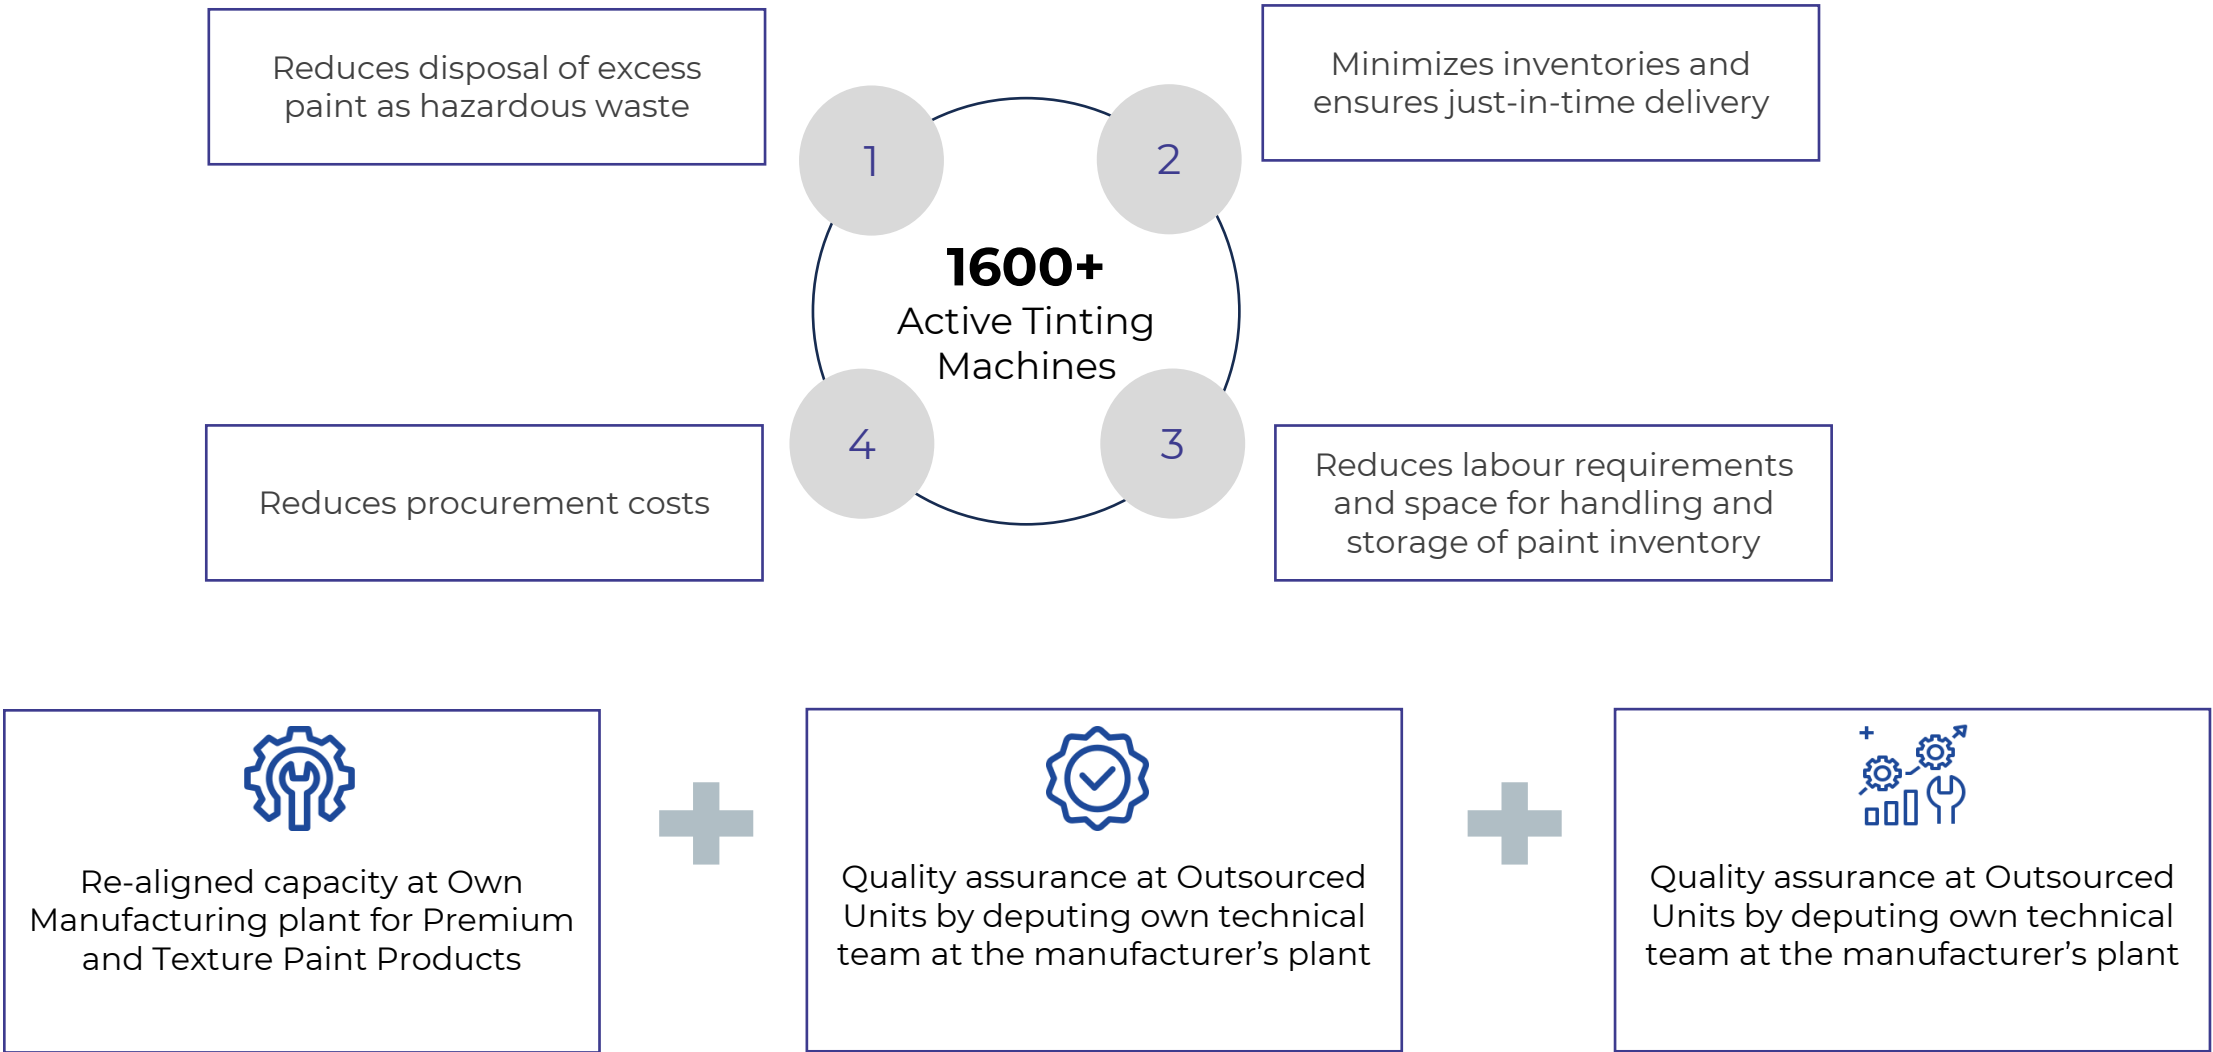 Reduces disposal of excess
paint as hazardous waste
1
2
Minimizes inventories and
ensures just-in-time delivery
1600+
Active Tinting
Machines
Reduces procurement costs
4
3
Reduces labour requirements
and space for handling and
storage of paint inventory
Re-aligned capacity at Own
Manufacturing plant for Premium
and Texture Paint Products
Quality assurance at Outsourced
Units by deputing own technical
team at the manufacturer’s plant
Quality assurance at Outsourced
Units by deputing own technical
team at the manufacturer’s plant